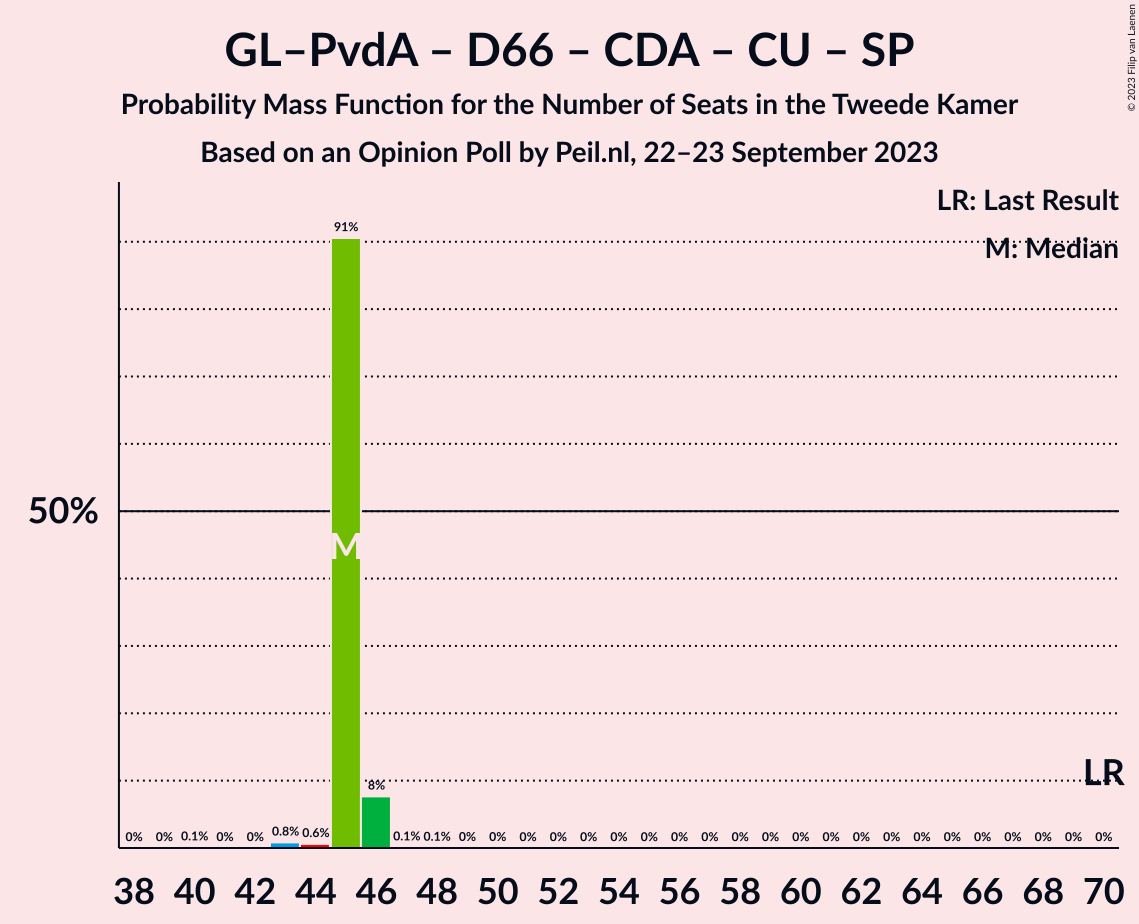 GL–PvdA – D66 – CDA – CU – SP
Probability Mass Function for the Number of Seats in the Tweede Kamer
Based on an Opinion Poll by Peil.nl, 22–23 September 2023
© 2023 Filip van Laenen
LR: Last Result
M: Median
91%
50%
M
LR
8%
0% 0% 0.1% 0% 0% 0.8% 0.6% 0.1% 0.1% 0% 0% 0% 0% 0% 0% 0% 0% 0% 0% 0% 0% 0% 0% 0% 0% 0% 0% 0% 0% 0% 0%
38 40 42 44 46 48 50 52 54 56 58 60 62 64 66 68 70